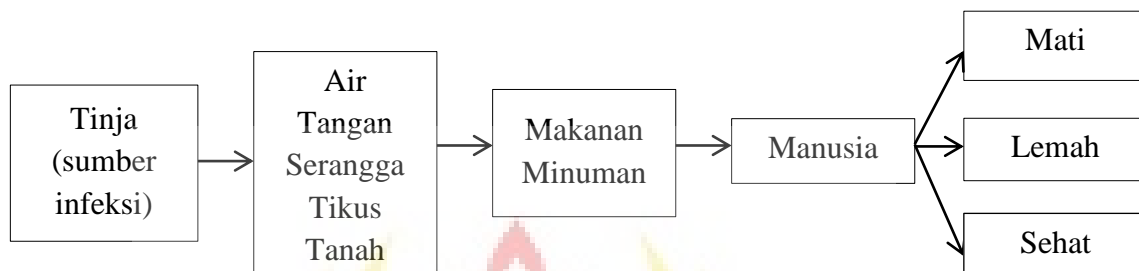 Tinja
(sumber
infeksi)
Air
Tangan
Serangga
Tikus
Tanah
Makanan
Minuman
Manusia
Mati
Lemah
Sehat